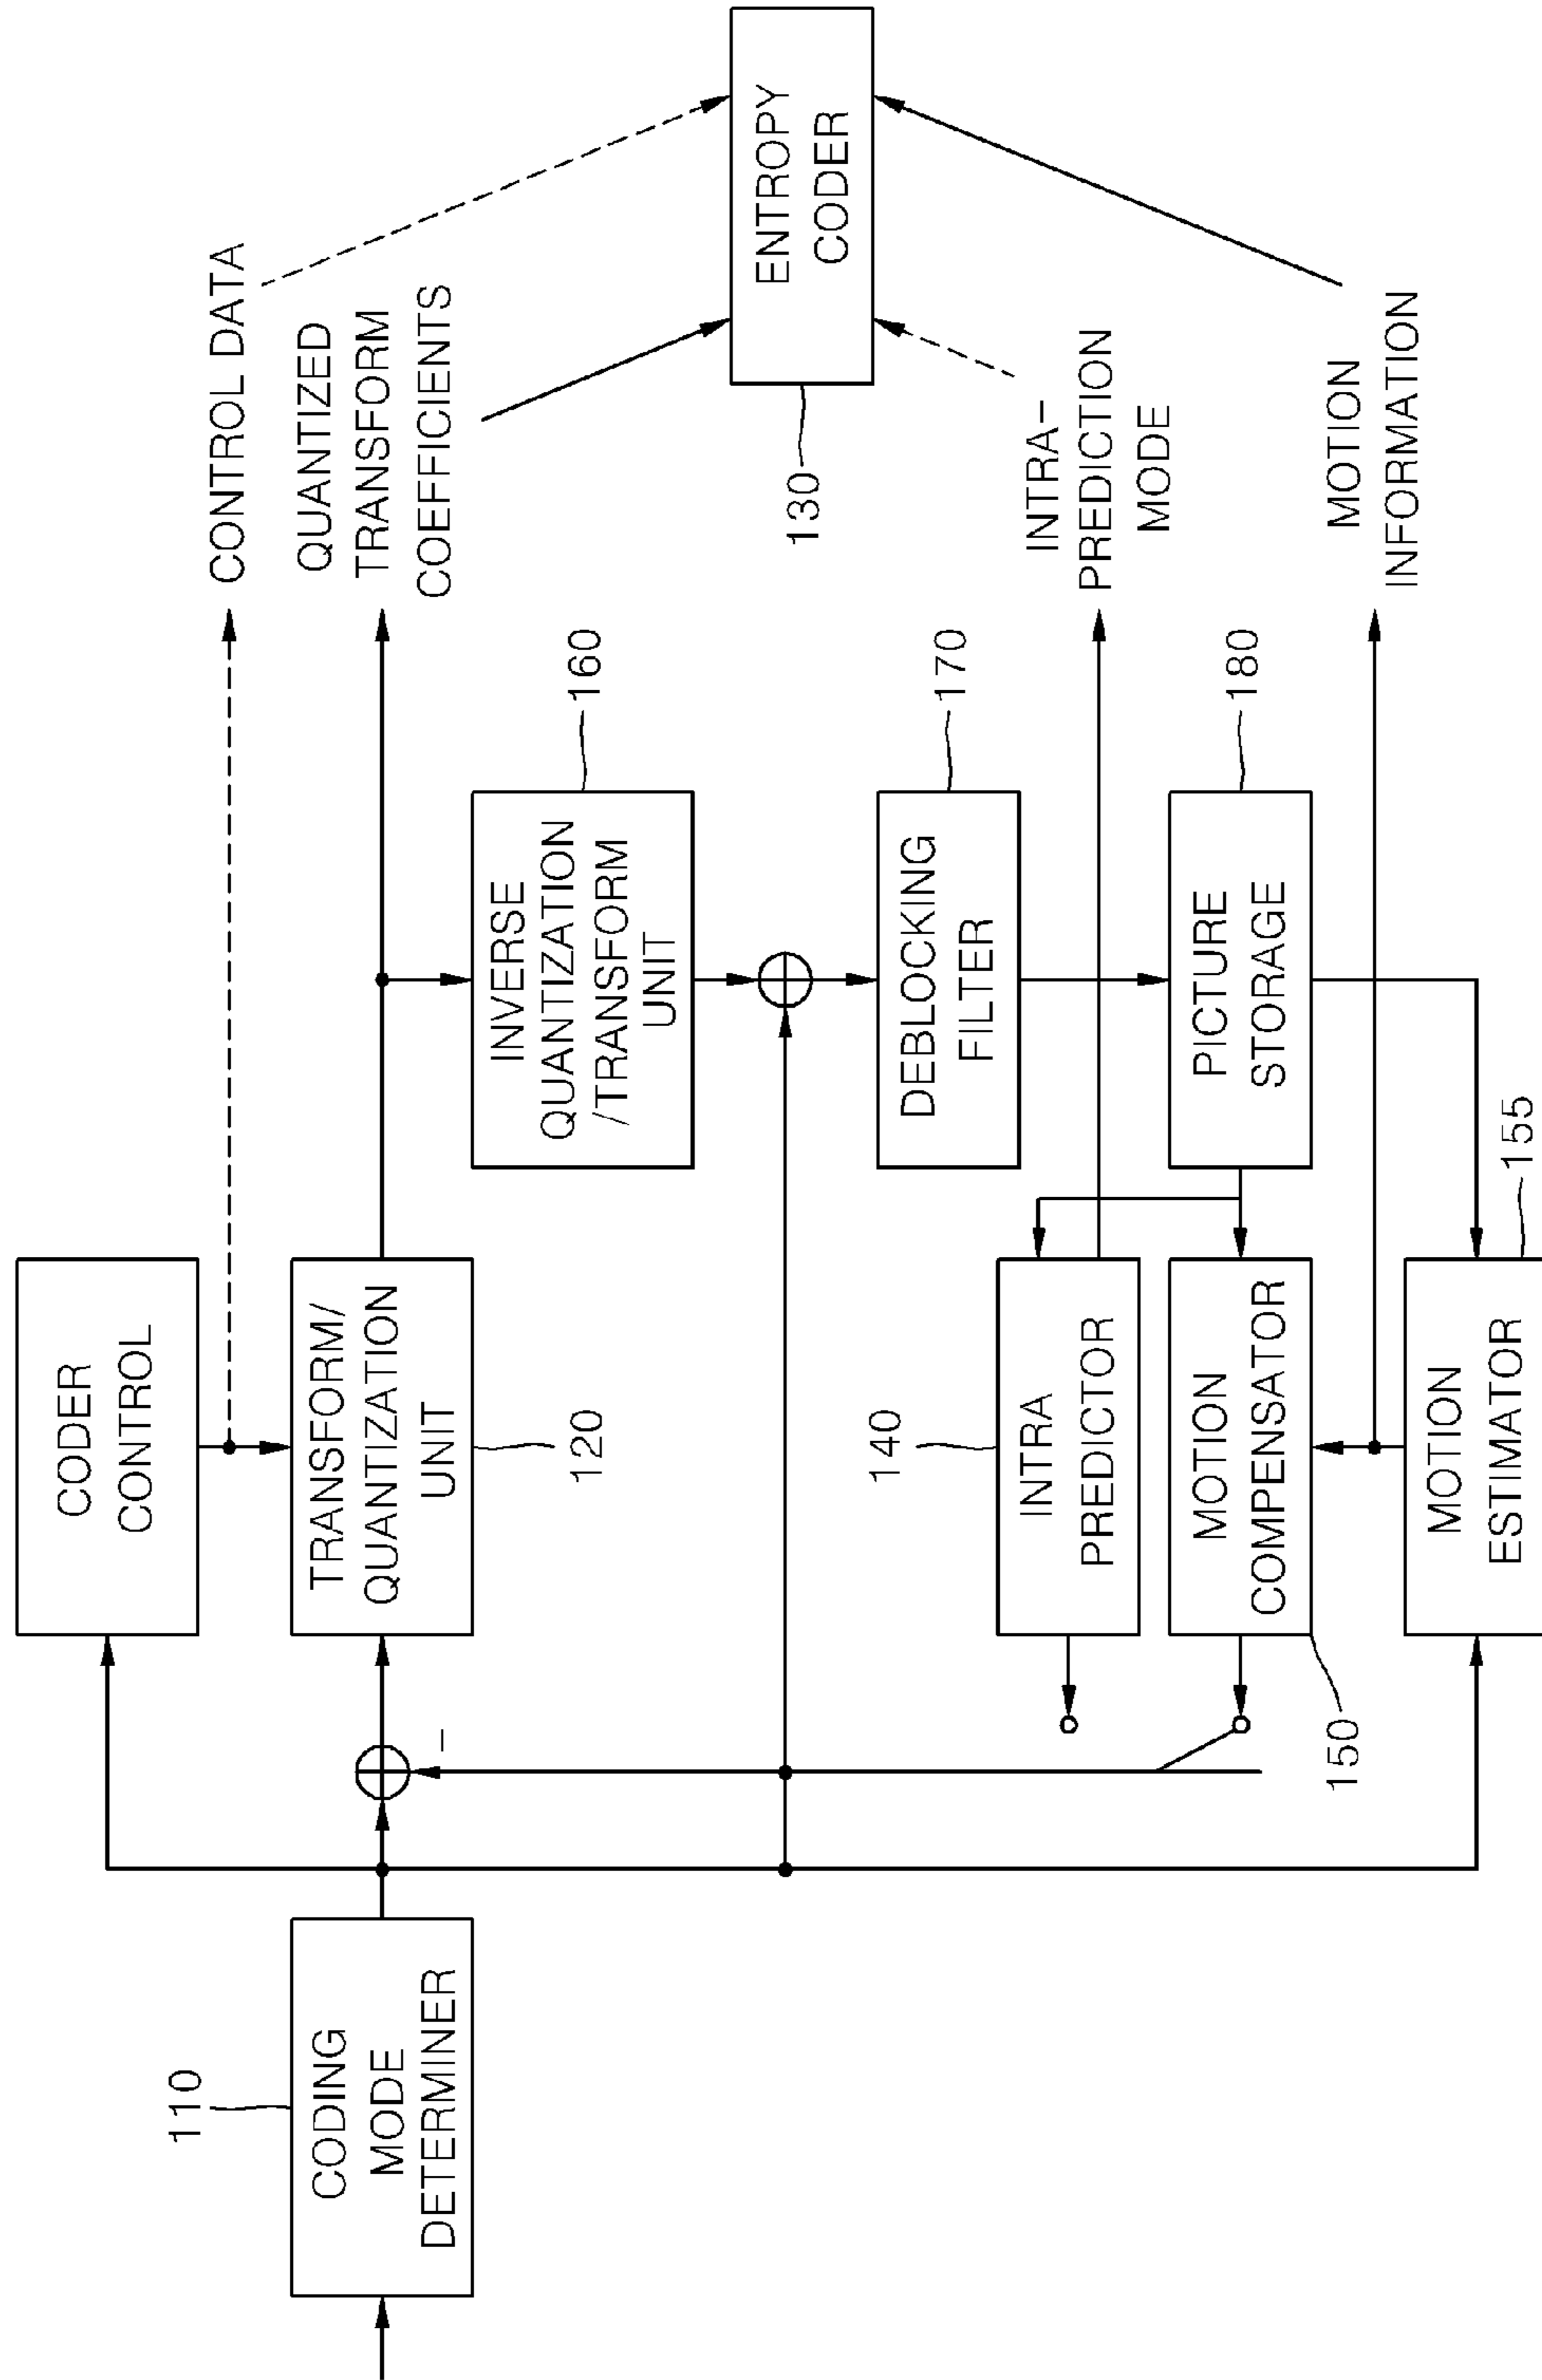 110
CODING
MODE
DETERMINER
CODER
CONTROL
TRANSFORM/
QUANTIZATION
UNIT
120
-
CONTROL DATA
QUANTIZED
TRANSFORM
COEFFICIENTS
INVERSE
QUANTIZATION
/TRANSFORM
UNIT
160
ENTROPY
CODER
130
DEBLOCKING
FILTER
170
140
INTRA
PREDICTOR
INTRA-
PREDICTION
MODE
MOTION
COMPENSATOR
150
PICTURE
STORAGE
180
MOTION
INFORMATION
MOTION
ESTIMATOR
155